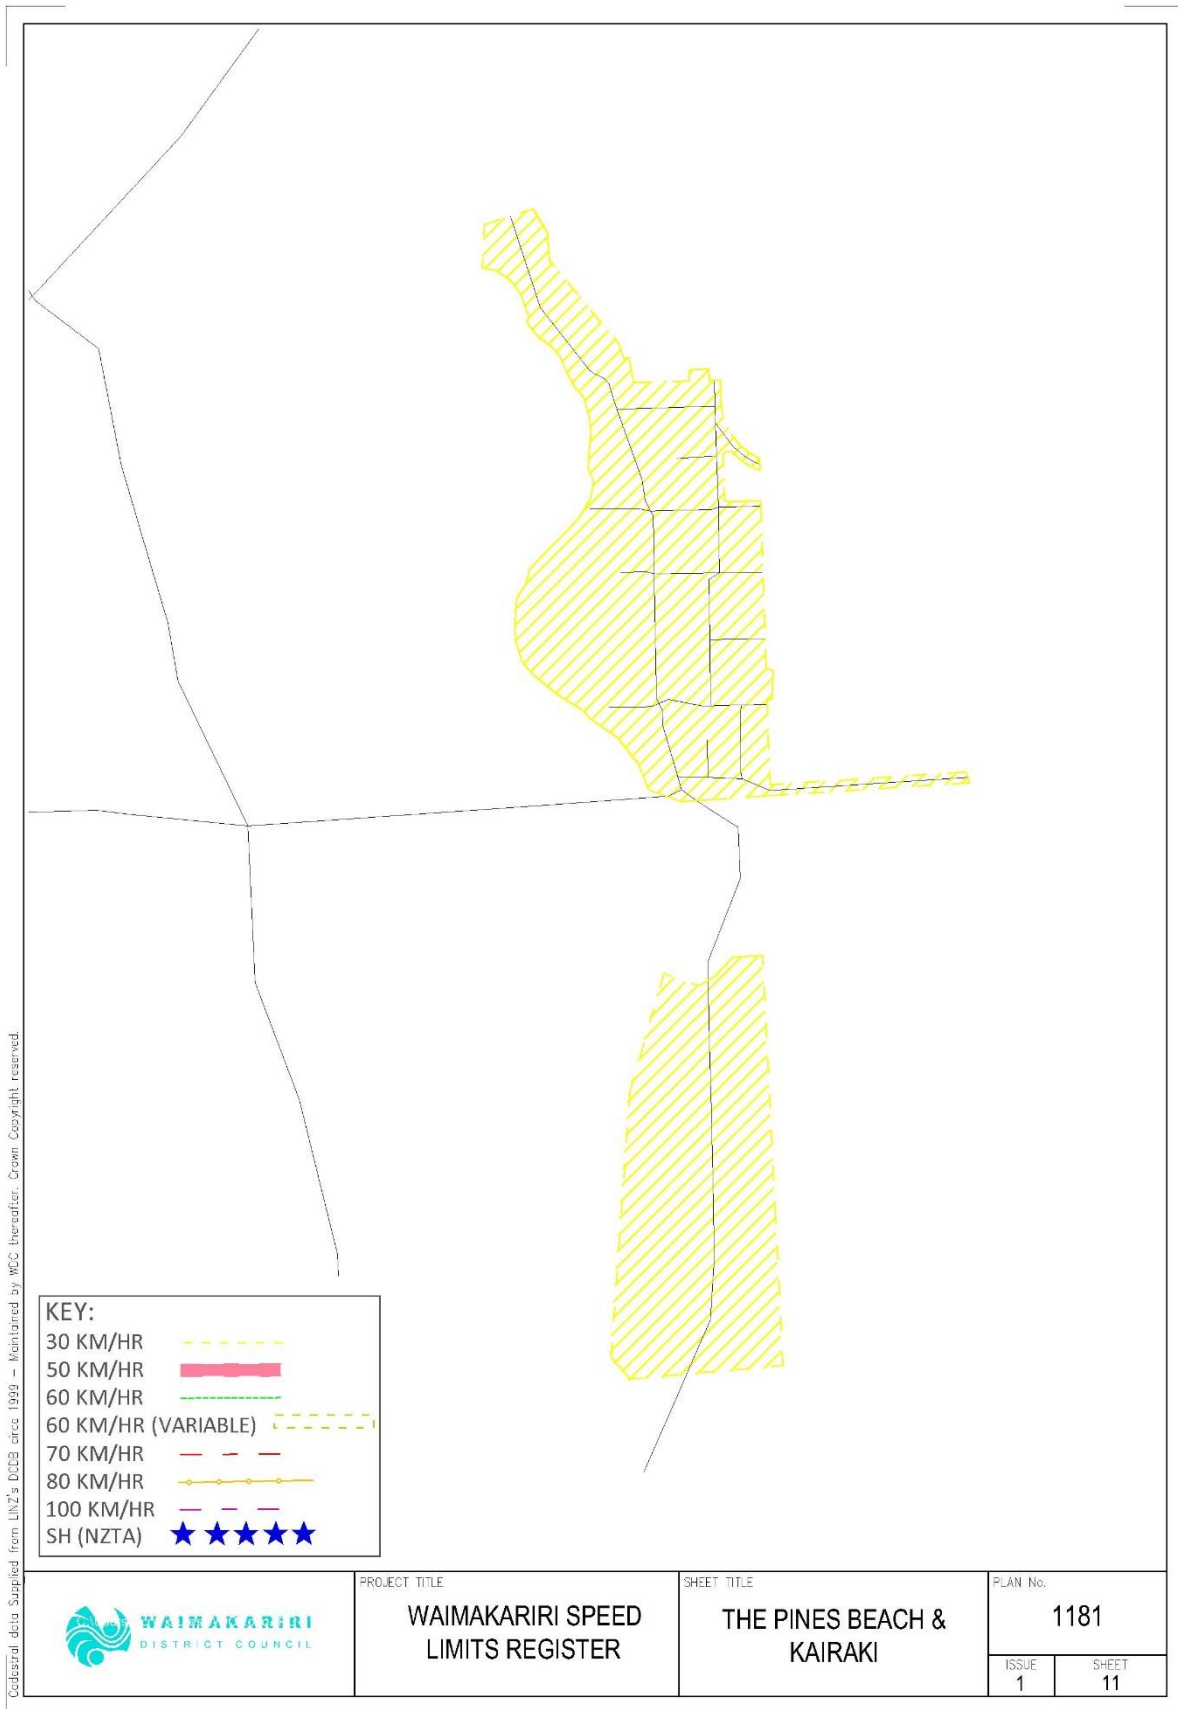 Cadastral data Supplied from LINZ's DCDB circa 1999 – Maintained by WDC thereafter. Crown Copyright reserved.
KEY:
30 KM/HR
50 KM/HR
60 KM/HR
60 KM/HR (VARIABLE)
70 KM/HR
80 KM/HR
100 KM/HR
SH (NZTA)
WAIMAKARIRI
DISTRICT COUNCIL
PROJECT TITLE
WAIMAKARIRI SPEED
LIMITS REGISTER
SHEET TITLE
THE PINES BEACH &
KAIRAKI
PLAN No.
1181
ISSUE
1
SHEET
11